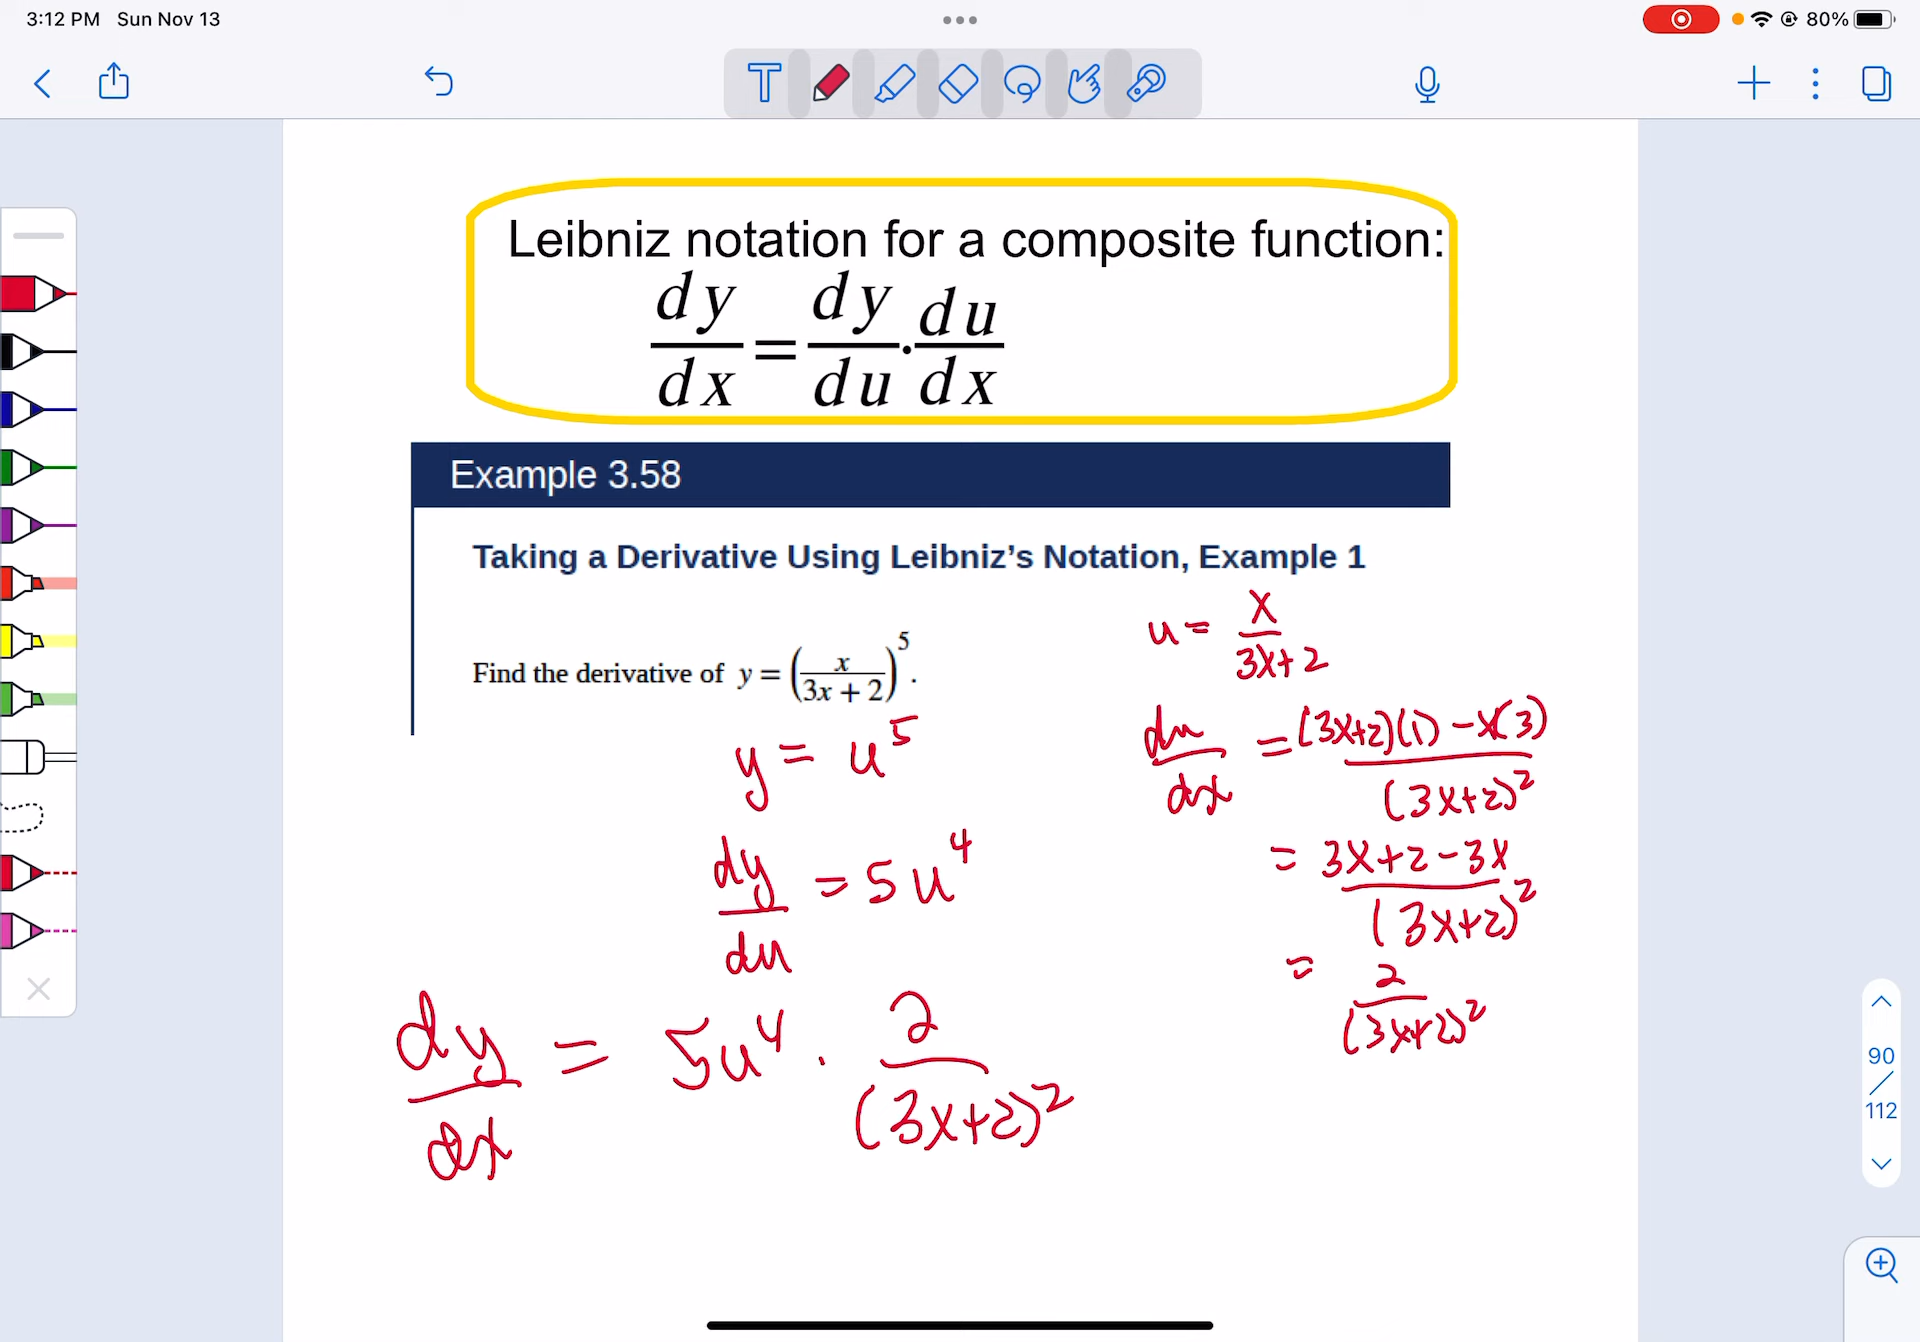 3:12 PM Sun Nov 13
80%
Leibniz notation for a composite function:
dy/dx = dy/du · du/dx
Example 3.58
Taking a Derivative Using Leibniz's Notation, Example 1
Find the derivative of y = (x/(3x + 2))^5.
u = x/(3x+2)
y = u^5
du/dx = ((3x+2)(1) - x(3))/(3x+2)^2
dy/du = 5u^4
= (3x+2-3x)/(3x+2)^2
= 2/(3x+2)^2
dy/dx = 5u^4 · 2/(3x+2)^2
90/112